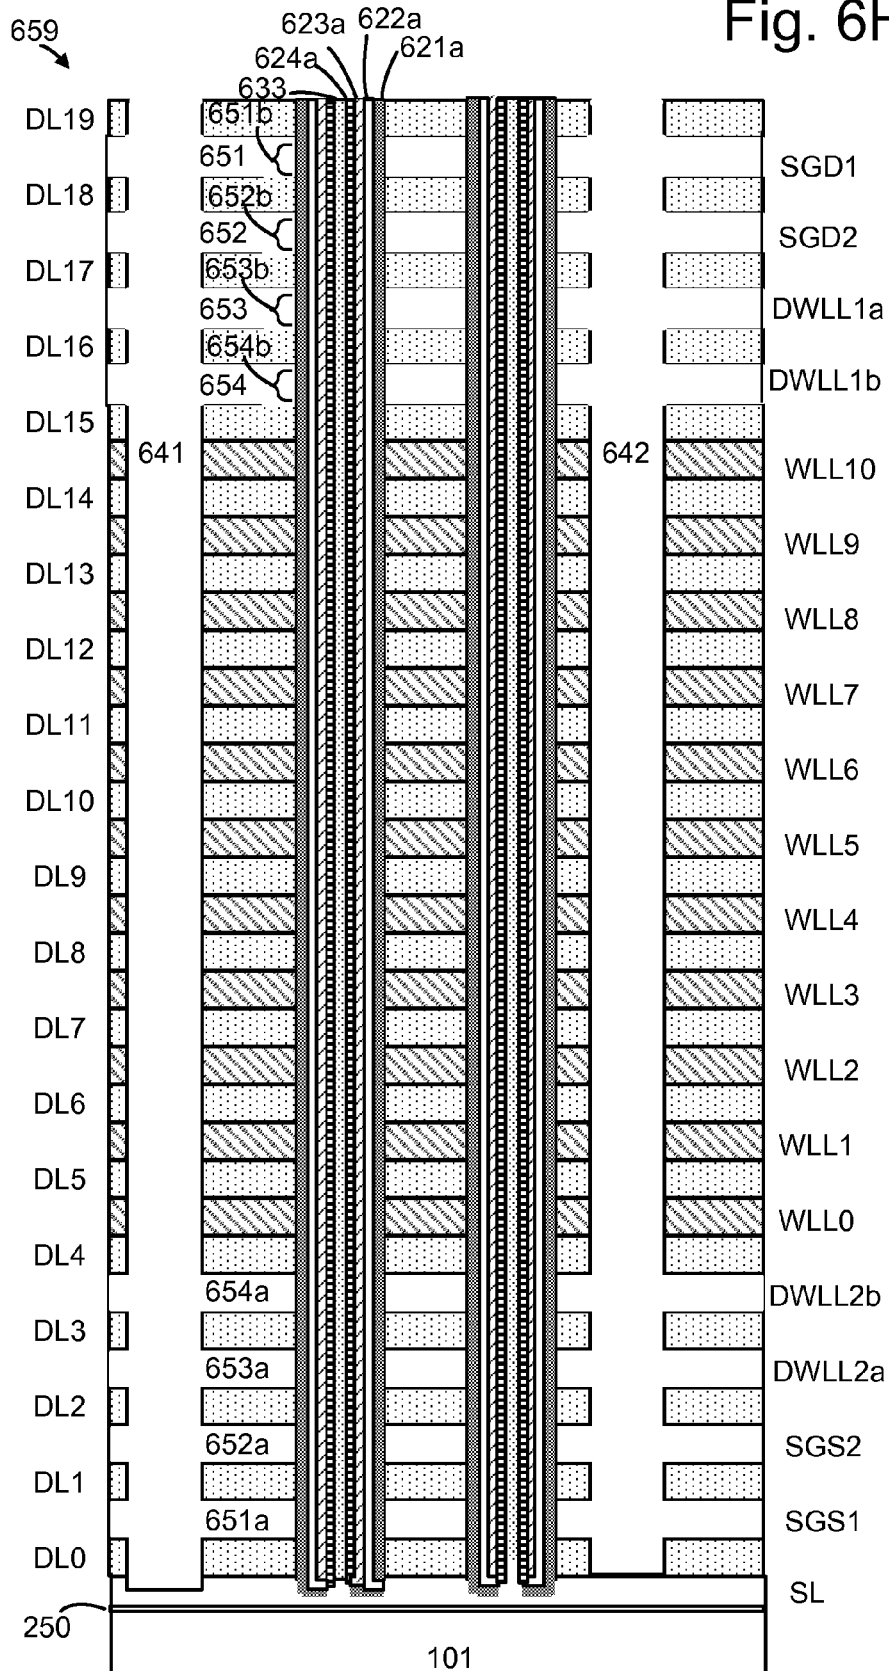 Fig. 6H
659
623a 622a
624a 621a
633
DL19 651b
651 SGD1
DL18 652b
652 SGD2
DL17 653b
653 DWLL1a
DL16 654b
654 DWLL1b
DL15
641 642 WLL10
DL14
WLL9
DL13
WLL8
DL12
WLL7
DL11
WLL6
DL10
WLL5
DL9
WLL4
DL8
WLL3
DL7
WLL2
DL6
WLL1
DL5
WLL0
DL4
654a DWLL2b
DL3
653a DWLL2a
DL2
652a SGS2
DL1
651a SGS1
DL0
SL
250
101